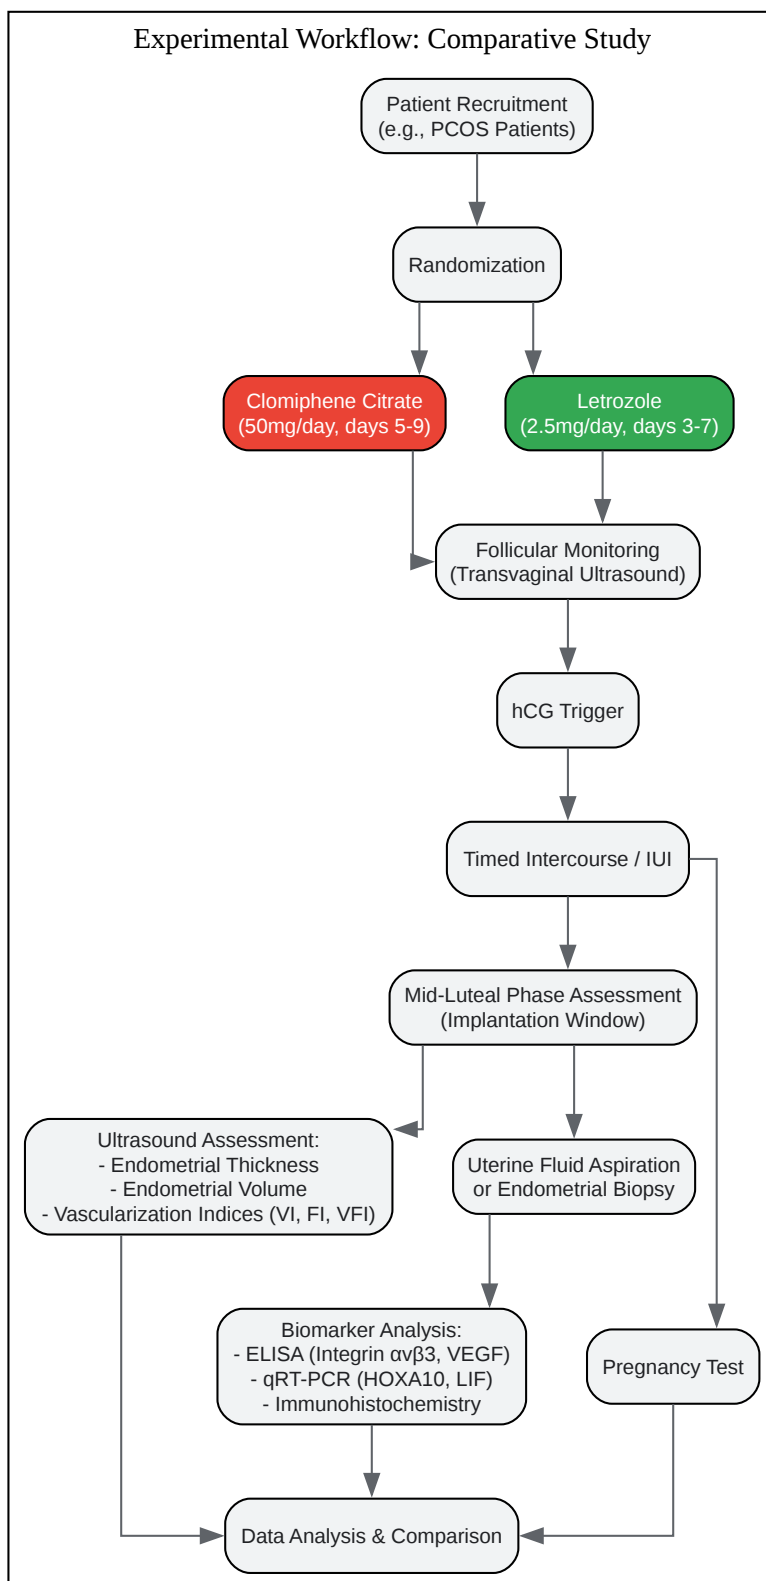 Experimental Workflow: Comparative Study
Patient Recruitment
(e.g., PCOS Patients)
Randomization
Clomiphene Citrate
(50mg/day, days 5-9)
Letrozole
(2.5mg/day, days 3-7)
Follicular Monitoring
(Transvaginal Ultrasound)
hCG Trigger
Timed Intercourse / IUI
Mid-Luteal Phase Assessment
(Implantation Window)
Ultrasound Assessment:
- Endometrial Thickness
- Endometrial Volume
- Vascularization Indices (VI, FI, VFI)
Uterine Fluid Aspiration
or Endometrial Biopsy
Biomarker Analysis:
- ELISA (Integrin αvβ3, VEGF)
- qRT-PCR (HOXA10, LIF)
- Immunohistochemistry
Pregnancy Test
Data Analysis & Comparison